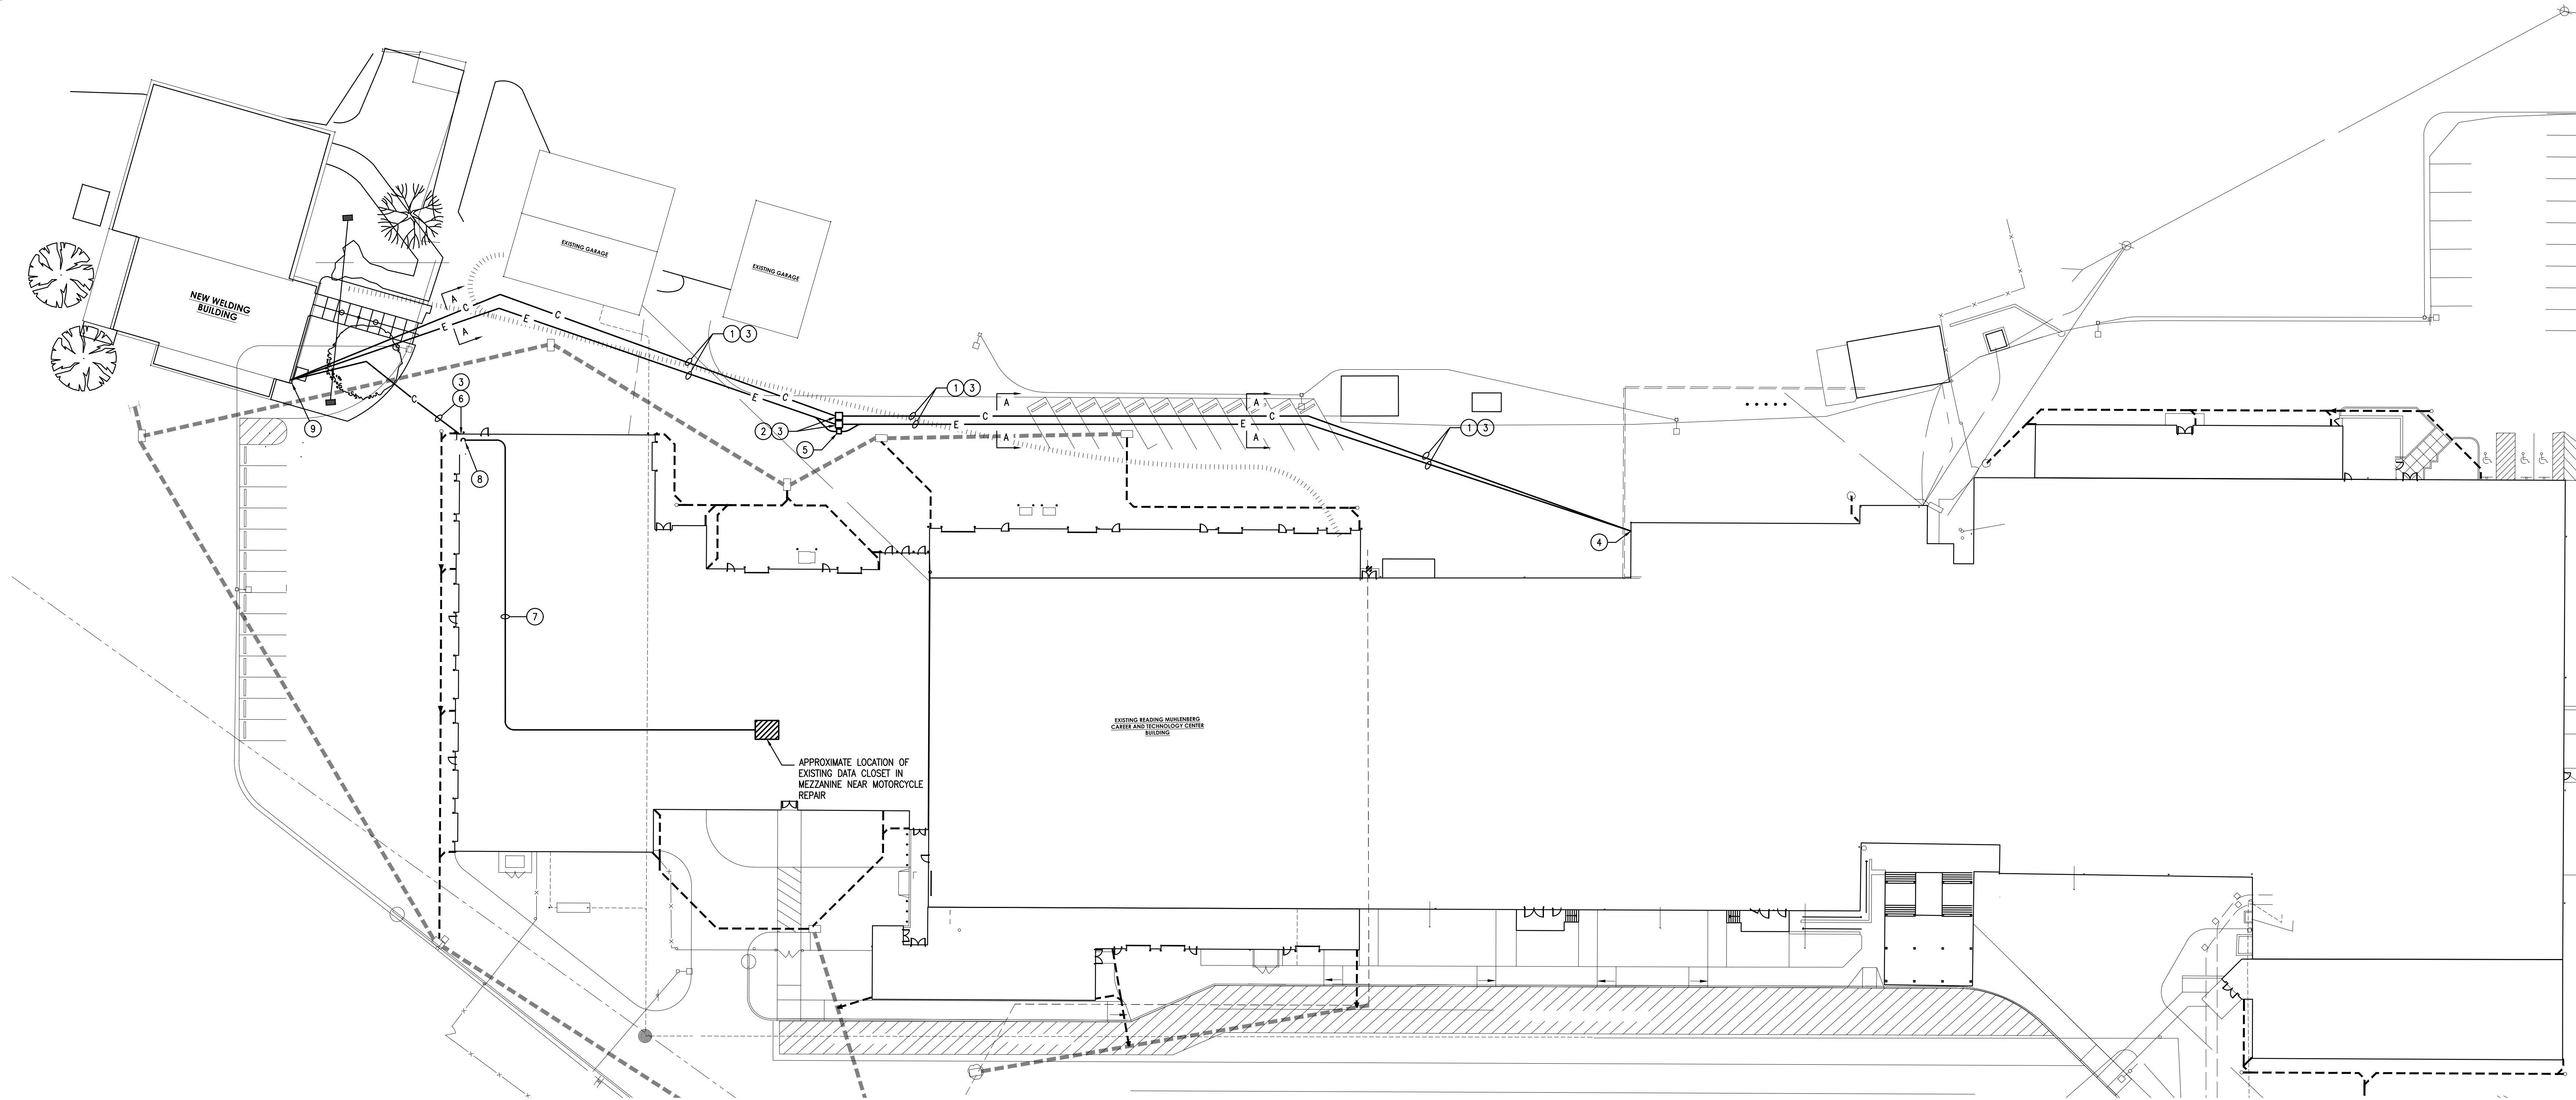 NEW WELDING
BUILDING
EXISTING GARAGE
EXISTING GARAGE
A
C
C
E
A
E
1 3
3
6
9
8
C
C
E
2 3
5
1 3
A
C
E
A
A
C
E
A
1 3
4
7
EXISTING READING MUHLENBERG
CAREER AND TECHNOLOGY CENTER
BUILDING
APPROXIMATE LOCATION OF
EXISTING DATA CLOSET IN
MEZZANINE NEAR MOTORCYCLE
REPAIR